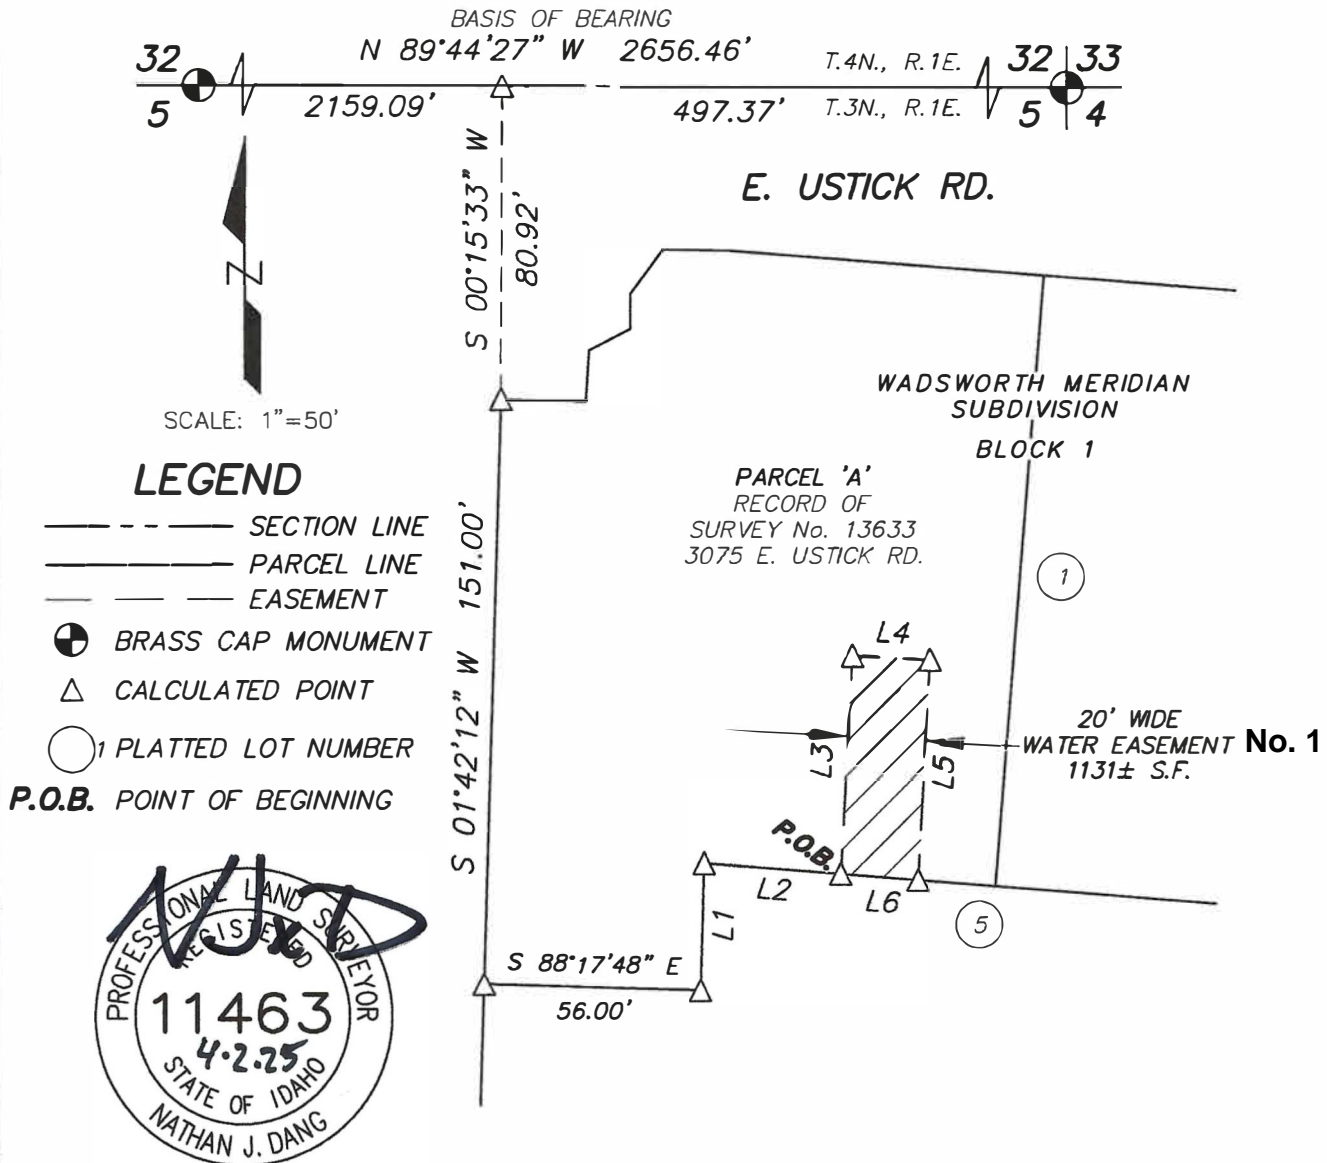 BASIS OF BEARING
N 89°44'27" W 2656.46'
32
5
2159.09'
497.37'
T.4N., R.1E.
T.3N., R.1E.
32 33
5 4
S 00°15'33" W
80.92'
E. USTICK RD.
Z
SCALE: 1"=50'
LEGEND
SECTION LINE
PARCEL LINE
EASEMENT
BRASS CAP MONUMENT
CALCULATED POINT
1 PLATTED LOT NUMBER
P.O.B. POINT OF BEGINNING
WADSWORTH MERIDIAN
SUBDIVISION
BLOCK 1
PARCEL 'A'
RECORD OF
SURVEY No. 13633
3075 E. USTICK RD.
S 01°42'12" W 151.00'
1
L4
L3
L5
20' WIDE
WATER EASEMENT No. 1
1131± S.F.
P.O.B.
L2
L6
L1
5
S 88°17'48" E
56.00'
PROFESSIONAL LAND SURVEYOR
REGISTERED
11463
4.2.25
STATE OF IDAHO
NATHAN J. DANG